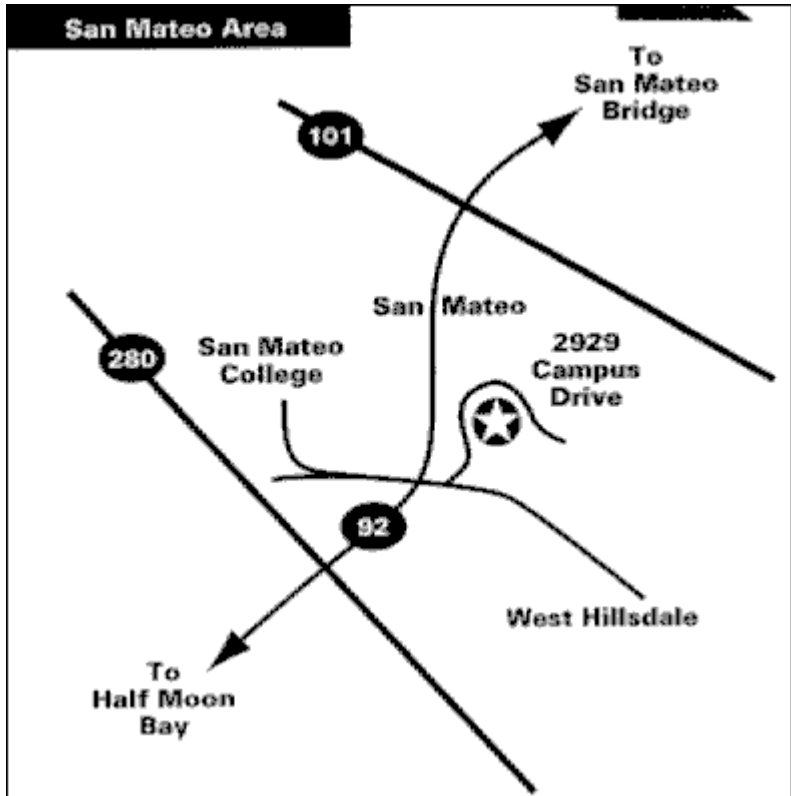 San Mateo Area
To
San Mateo
Bridge
101
San Mateo
280
San Mateo
College
2929
Campus
Drive
92
West Hillsdale
To
Half Moon
Bay